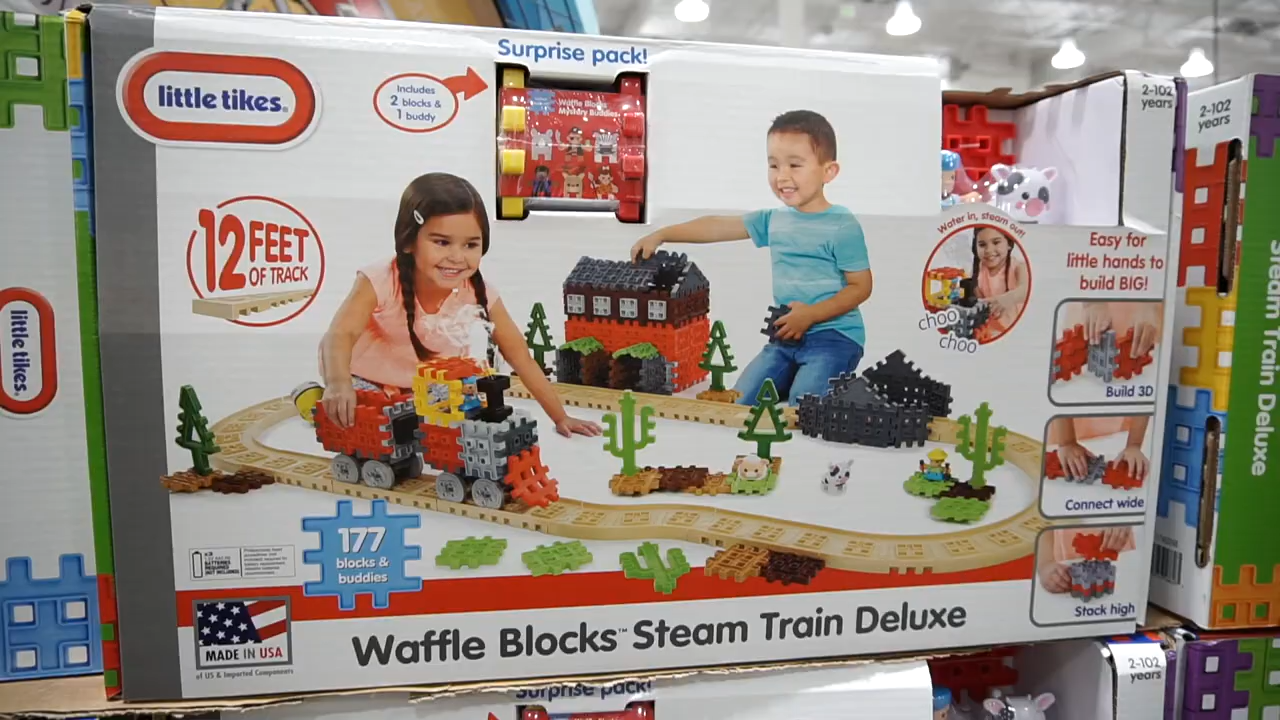 Surprise pack!
little tikes®
Includes
2 blocks &
1 buddy
Waffle Blocks
Mystery Buddies
12 FEET
OF TRACK
2-102
years
2-102
years
Water in, steam out!
choo
choo
Easy for
little hands to
build BIG!
Build 3D
Connect wide
Stack high
little tikes®
Steam Train Deluxe
177
blocks &
buddies
MADE IN USA
of US & Imported Components
Waffle Blocks™ Steam Train Deluxe
Surprise pack!
2-102
years